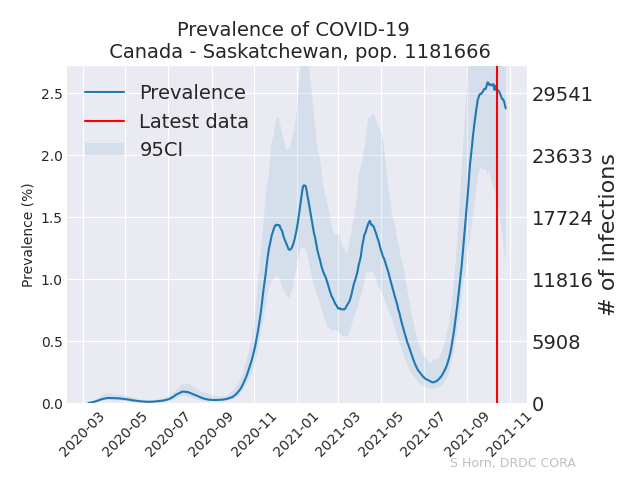 Prevalence of COVID-19
Canada - Saskatchewan, pop. 1181666
Prevalence
Latest data
95CI
Prevalence (%)
2.5
2.0
1.5
1.0
0.5
0.0
29541
23633
17724
11816
5908
0
# of infections
2020-03
2020-05
2020-07
2020-09
2020-11
2021-01
2021-03
2021-05
2021-07
2021-09
2021-11
S Horn, DRDC CORA